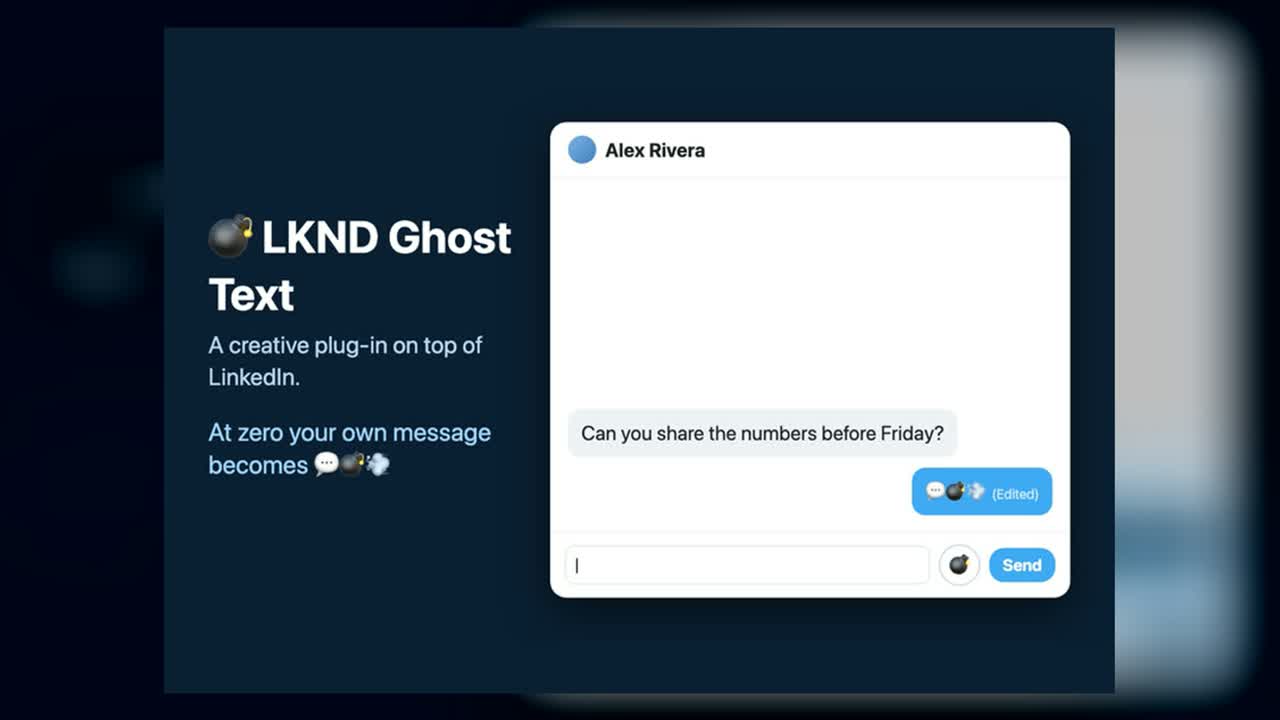 💣 LKND Ghost
Text
A creative plug-in on top of
LinkedIn.
At zero your own message
becomes 💬💣💨
Alex Rivera
Can you share the numbers before Friday?
💬💣💨 (Edited)
💣 Send